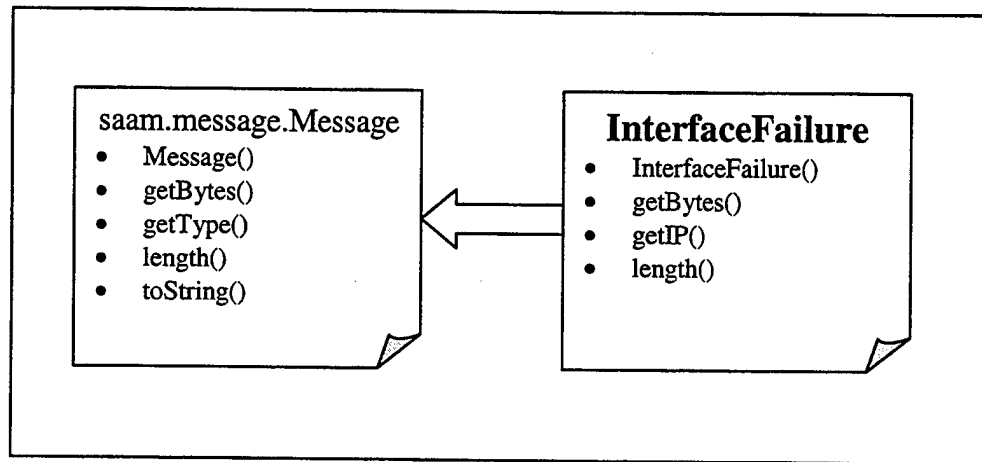 saam.message.Message
• Message()
• getBytes()
• getType()
• length()
• toString()
InterfaceFailure
• InterfaceFailure()
• getBytes()
• getIP()
• length()